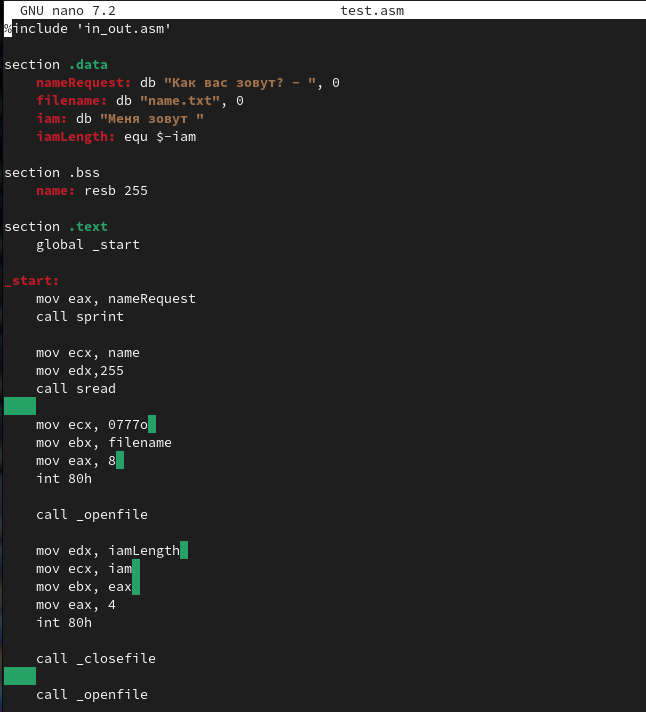 GNU nano 7.2 test.asm
%include 'in_out.asm'
section .data
nameRequest: db "Как вас зовут? - ", 0
filename: db "name.txt", 0
iam: db "Меня зовут "
iamLength: equ $-iam
section .bss
name: resb 255
section .text
global _start
_start:
mov eax, nameRequest
call sprint
mov ecx, name
mov edx,255
call sread
mov ecx, 0777o
mov ebx, filename
mov eax, 8
int 80h
call _openfile
mov edx, iamLength
mov ecx, iam
mov ebx, eax
mov eax, 4
int 80h
call _closefile
call _openfile